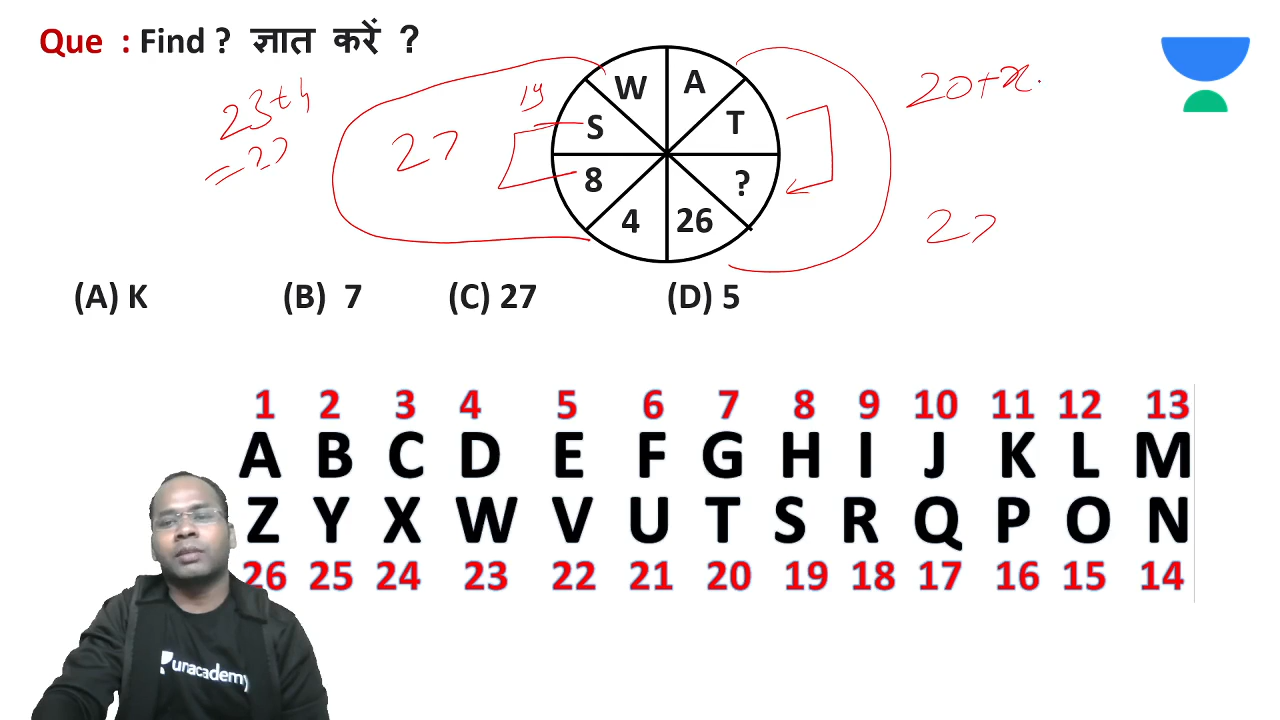 Que : Find ? ज्ञात करें ?
23th
= 27
27
19
W A
S T
8 ?
4 26
20+x.
27
(A) K (B) 7 (C) 27 (D) 5
1 2 3 4 5 6 7 8 9 10 11 12 13
A B C D E F G H I J K L M
Z Y X W V U T S R Q P O N
26 25 24 23 22 21 20 19 18 17 16 15 14
uracademy